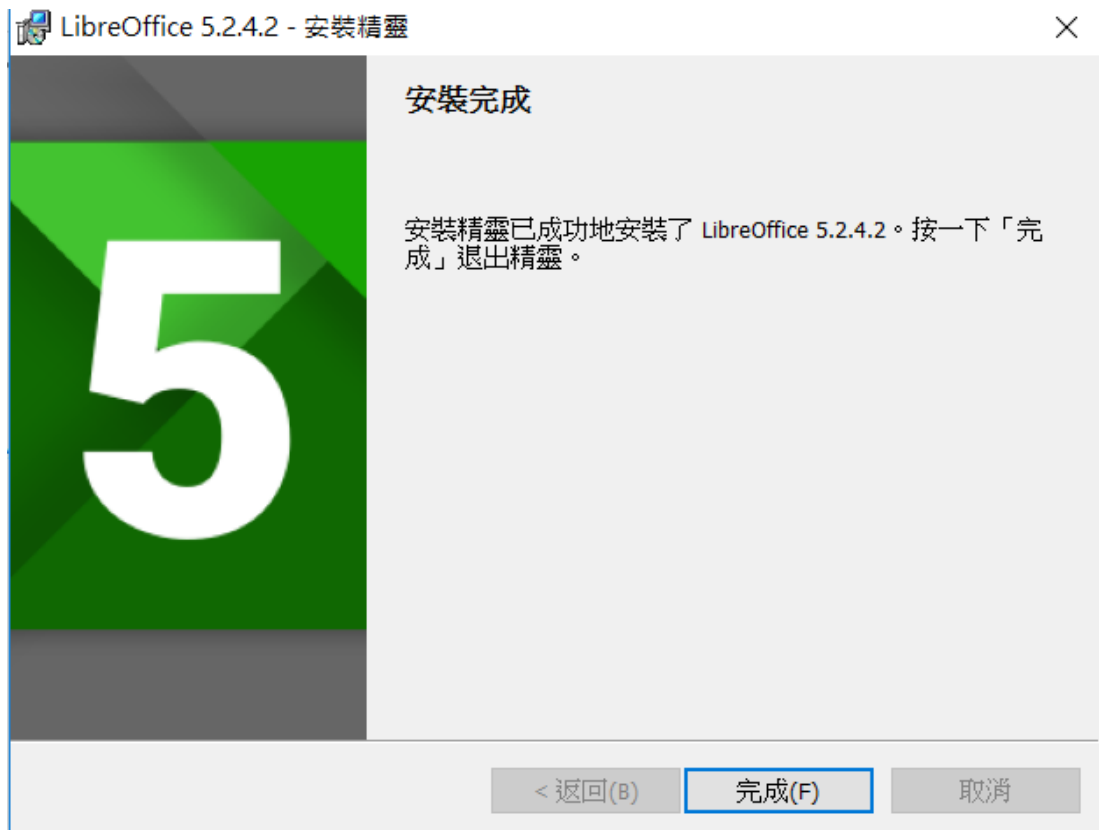 LibreOffice 5.2.4.2 - 安裝精靈
安裝完成
安裝精靈已成功地安裝了 LibreOffice 5.2.4.2。按一下「完
成」退出精靈。
5
< 返回(B)
完成(F)
取消